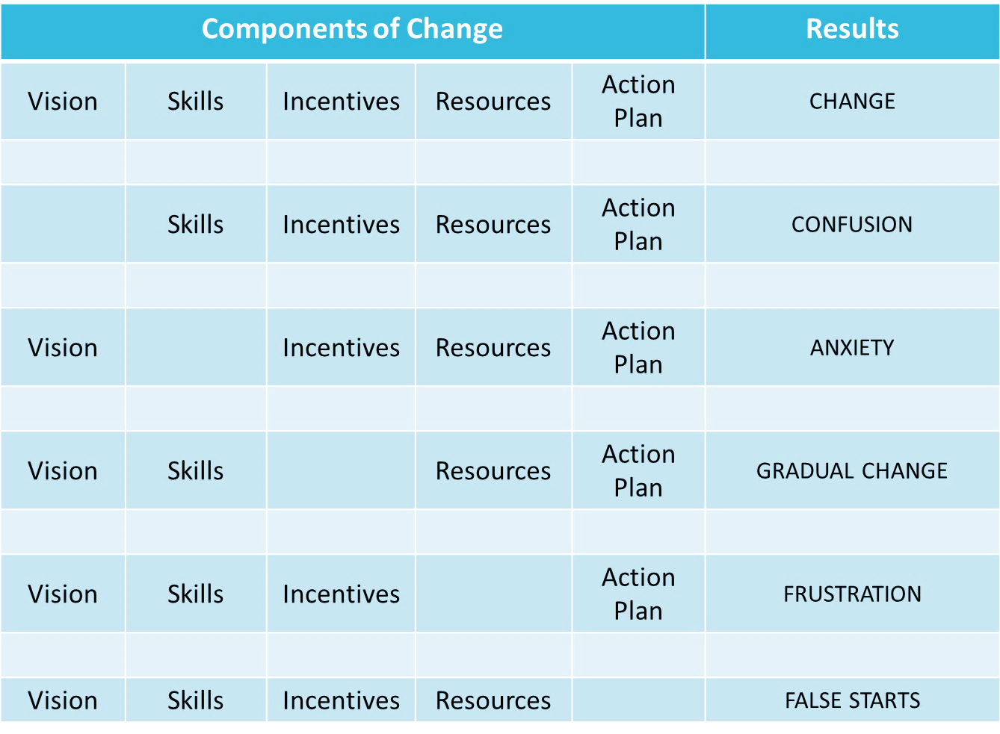 Components of Change Results
Vision Skills Incentives Resources Action Plan CHANGE
Skills Incentives Resources Action Plan CONFUSION
Vision Incentives Resources Action Plan ANXIETY
Vision Skills Resources Action Plan GRADUAL CHANGE
Vision Skills Incentives Action Plan FRUSTRATION
Vision Skills Incentives Resources FALSE STARTS